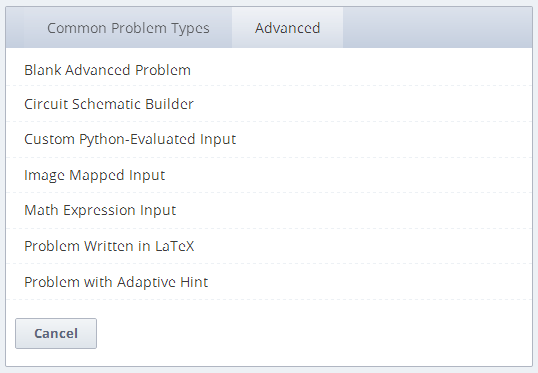 Common Problem Types Advanced
Blank Advanced Problem
Circuit Schematic Builder
Custom Python-Evaluated Input
Image Mapped Input
Math Expression Input
Problem Written in LaTeX
Problem with Adaptive Hint
Cancel